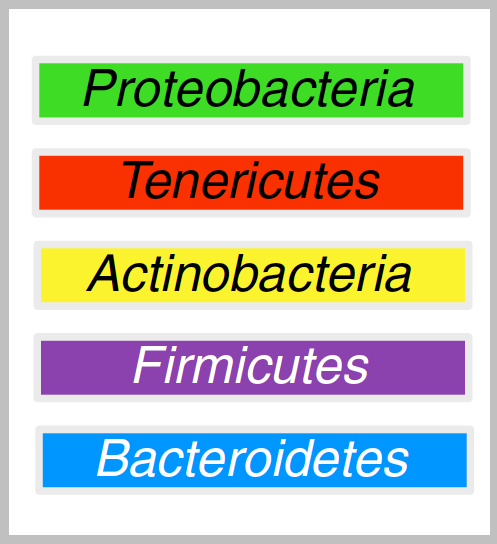 Proteobacteria
Tenericutes
Actinobacteria
Firmicutes
Bacteroidetes